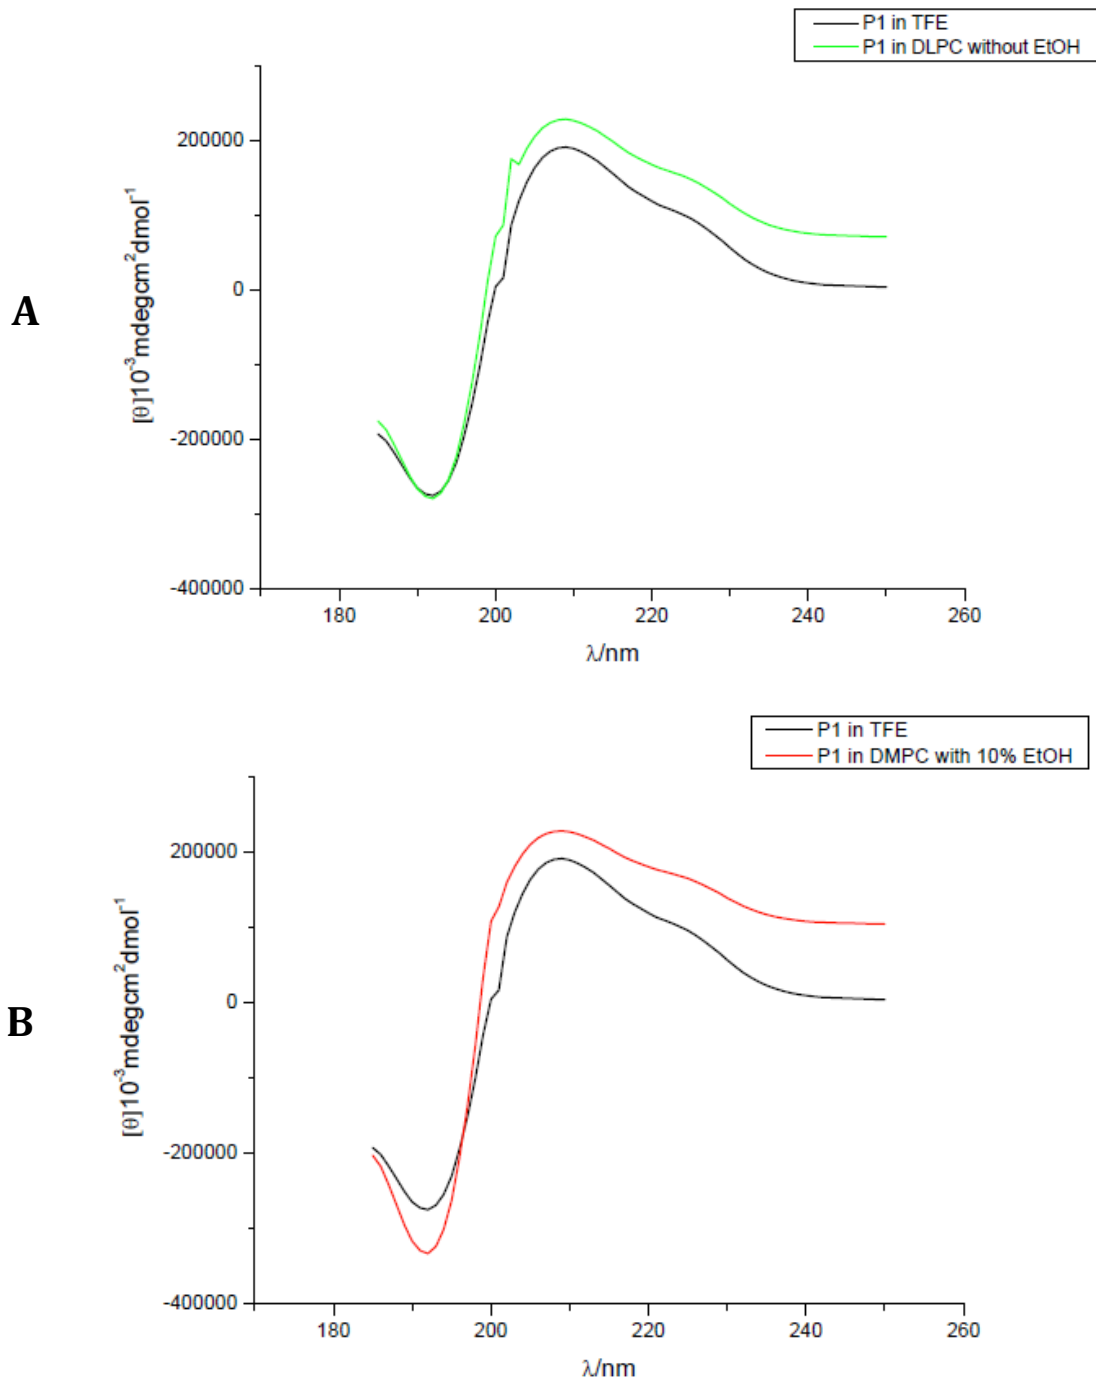 P1 in TFE
P1 in DLPC without EtOH
A
[θ]10⁻³mdegcm²dmol⁻¹
200000
0
-200000
-400000
180 200 220 240 260
λ/nm
P1 in TFE
P1 in DMPC with 10% EtOH
B
[θ]10⁻³mdegcm²dmol⁻¹
200000
0
-200000
-400000
180 200 220 240 260
λ/nm